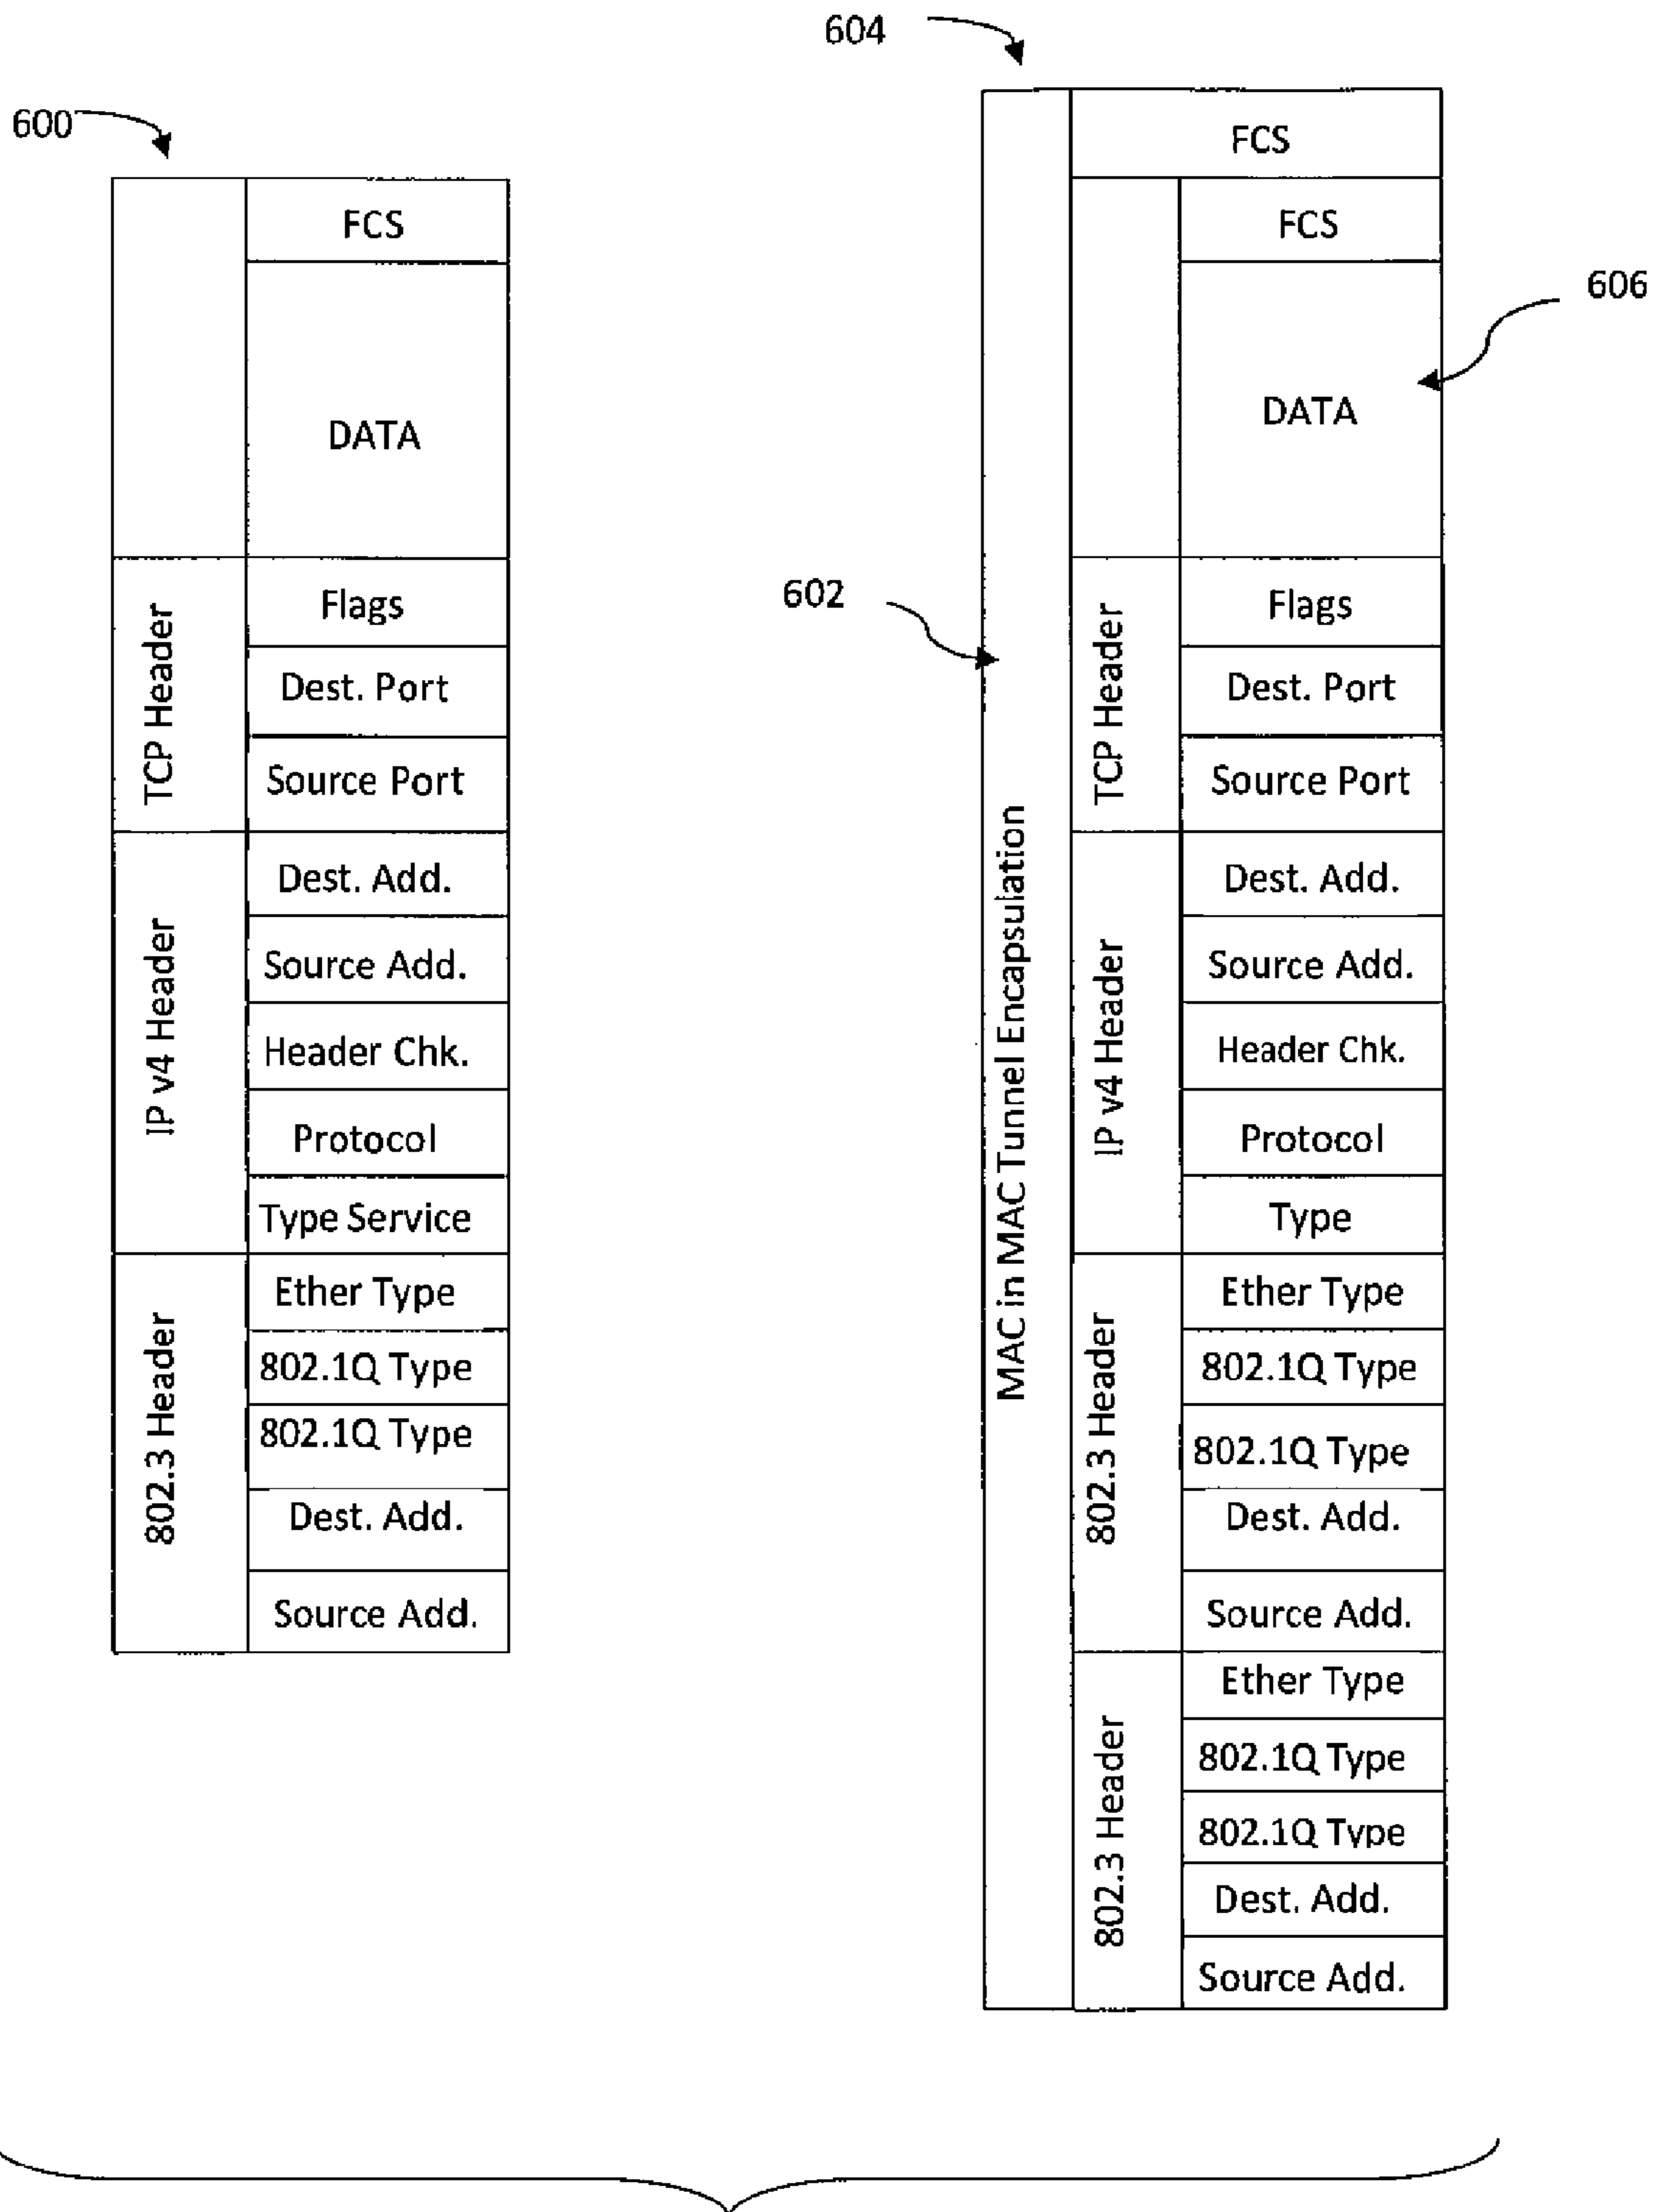 600
FCS
DATA
TCP Header
Flags
Dest. Port
Source Port
IP v4 Header
Dest. Add.
Source Add.
Header Chk.
Protocol
Type Service
802.3 Header
Ether Type
802.1Q Type
802.1Q Type
Dest. Add.
Source Add.
604
602
606
MAC in MAC Tunnel Encapsulation
FCS
FCS
DATA
TCP Header
Flags
Dest. Port
Source Port
IP v4 Header
Dest. Add.
Source Add.
Header Chk.
Protocol
Type
802.3 Header
Ether Type
802.1Q Type
802.1Q Type
Dest. Add.
Source Add.
802.3 Header
Ether Type
802.1Q Type
802.1Q Type
Dest. Add.
Source Add.